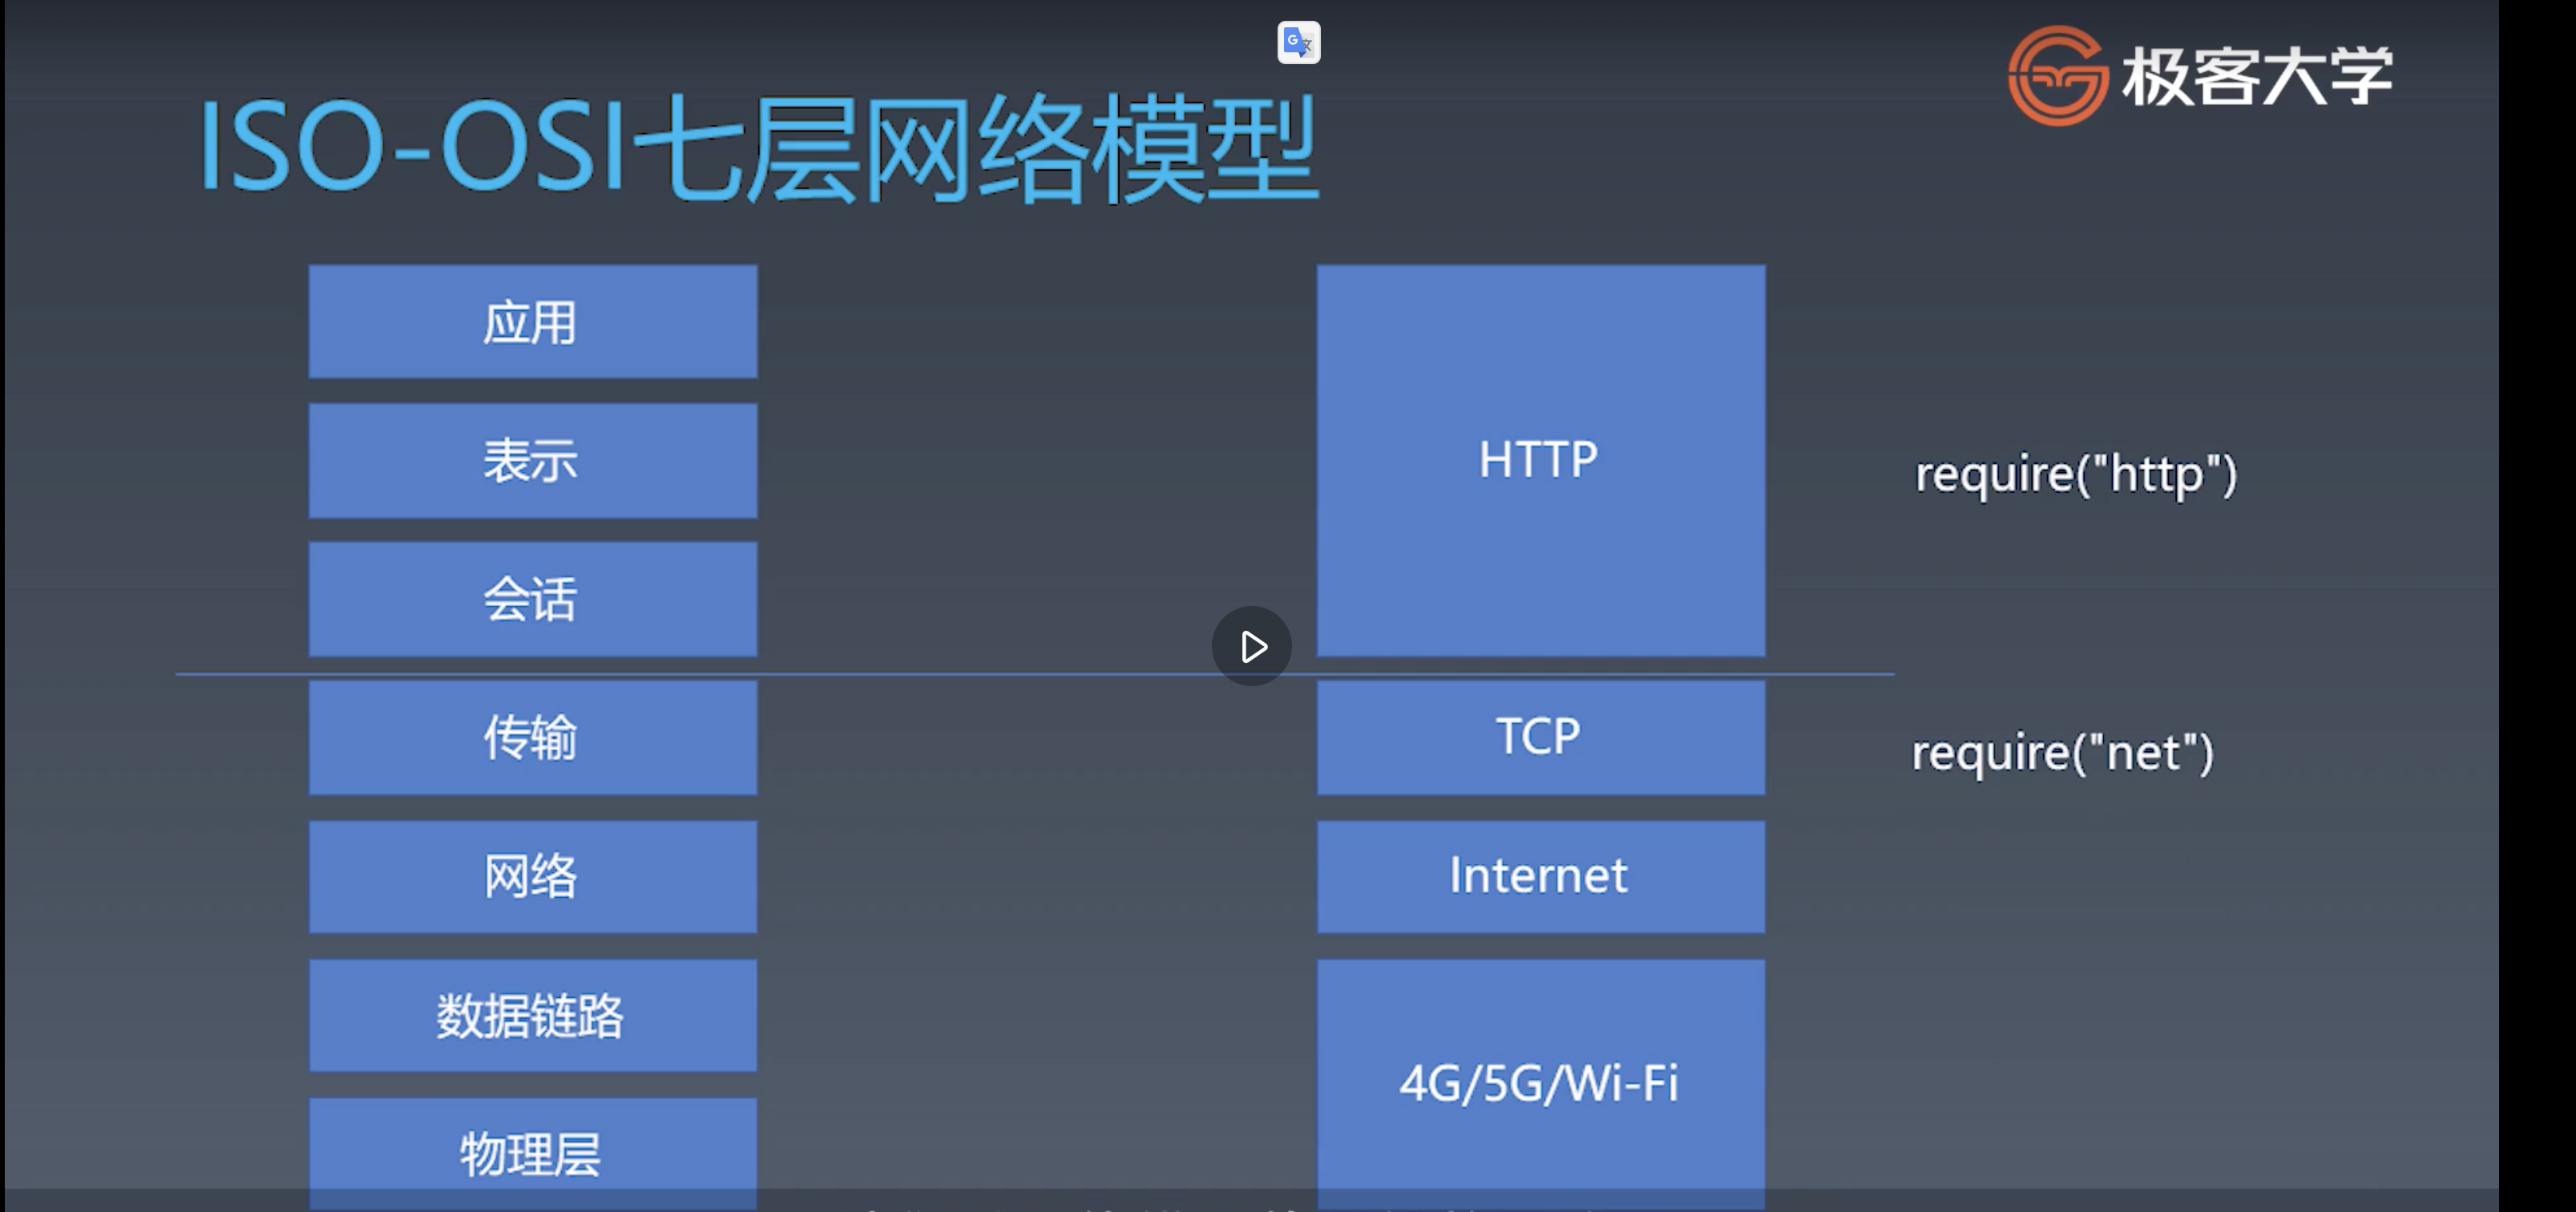 极客大学
ISO-OSI七层网络模型
应用
表示
会话
传输
网络
数据链路
物理层
HTTP
TCP
Internet
4G/5G/Wi-Fi
require("http")
require("net")